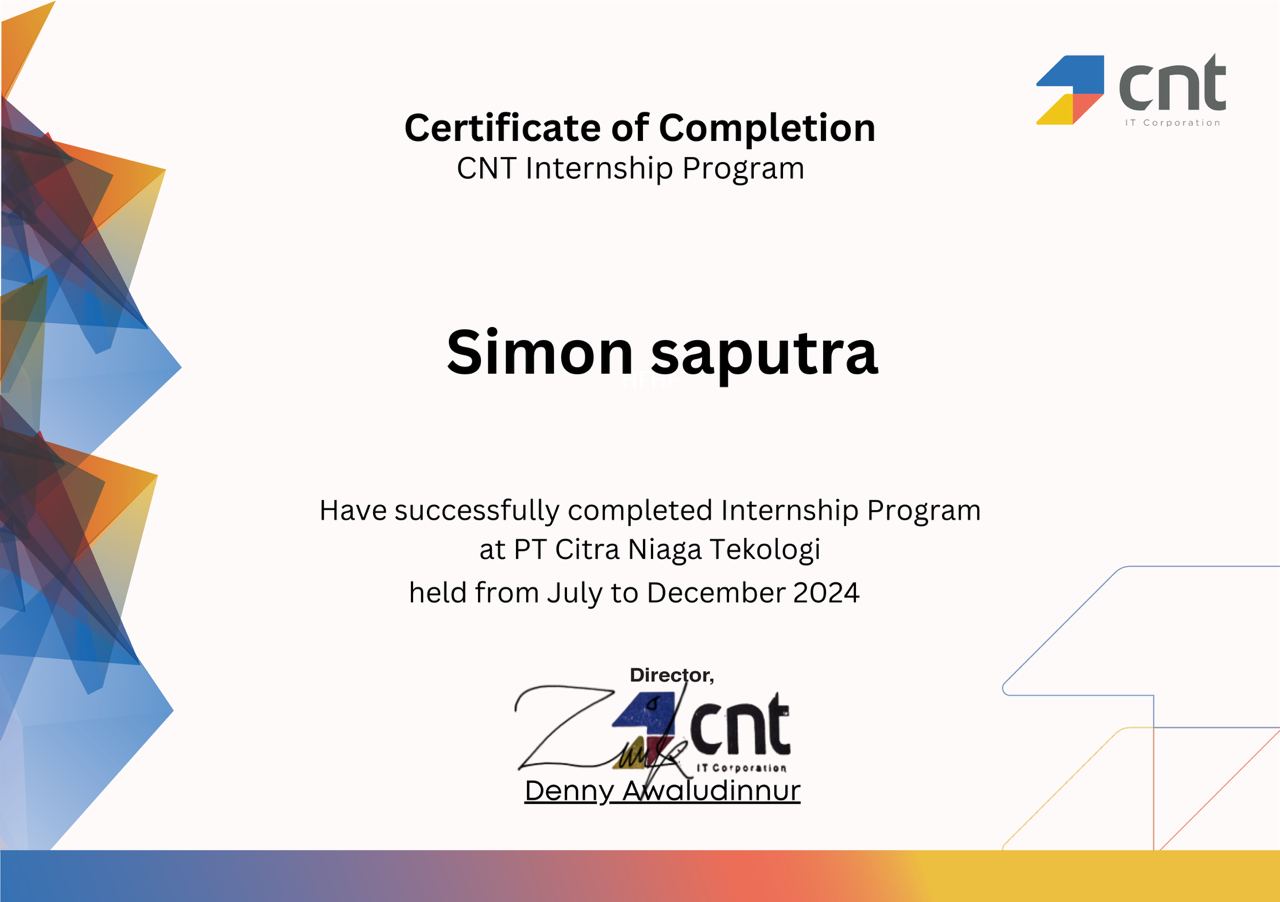 cnt
IT Corporation
Certificate of Completion
CNT Internship Program
Simon saputra
Have successfully completed Internship Program
at PT Citra Niaga Tekologi
held from July to December 2024
Director,
cnt
IT Corporation
Denny Awaludinnur